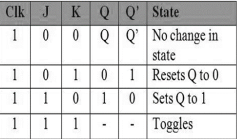 Clk J K Q Q' State
1 0 0 Q Q' No change in
state
1 0 1 0 1 Resets Q to 0
1 1 0 1 0 Sets Q to 1
1 1 1 - - Toggles